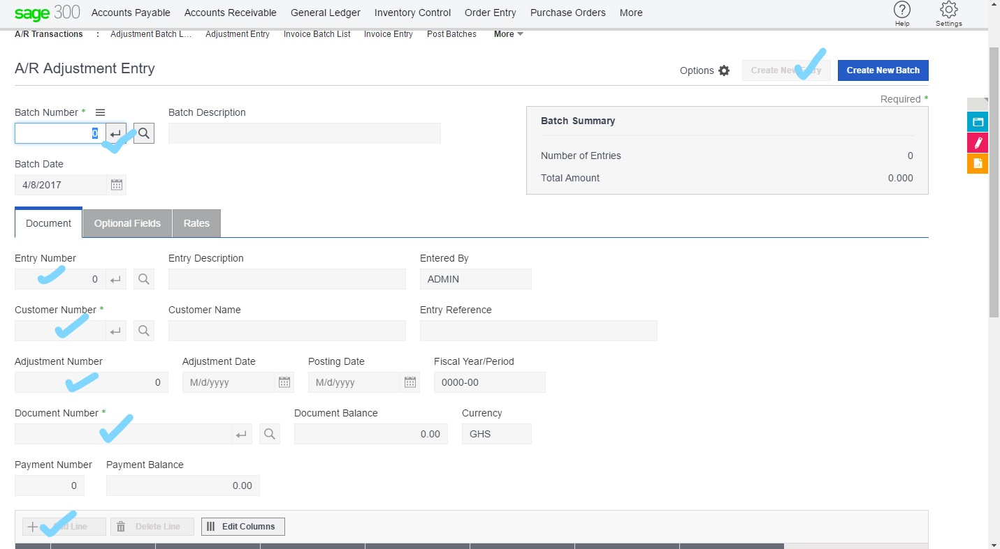 sage 300 Accounts Payable Accounts Receivable General Ledger Inventory Control Order Entry Purchase Orders More Help Settings
A/R Transactions : Adjustment Batch L... Adjustment Entry Invoice Batch List Invoice Entry Post Batches More
A/R Adjustment Entry Options Create New Entry Create New Batch
Required *
Batch Number * Batch Description
0
Batch Summary
Number of Entries 0
Total Amount 0.000
Batch Date
4/8/2017
Document Optional Fields Rates
Entry Number Entry Description Entered By
0 ADMIN
Customer Number * Customer Name Entry Reference
Adjustment Number Adjustment Date Posting Date Fiscal Year/Period
0 M/d/yyyy M/d/yyyy 0000-00
Document Number * Document Balance Currency
0.00 GHS
Payment Number Payment Balance
0 0.00
Add Line Delete Line Edit Columns